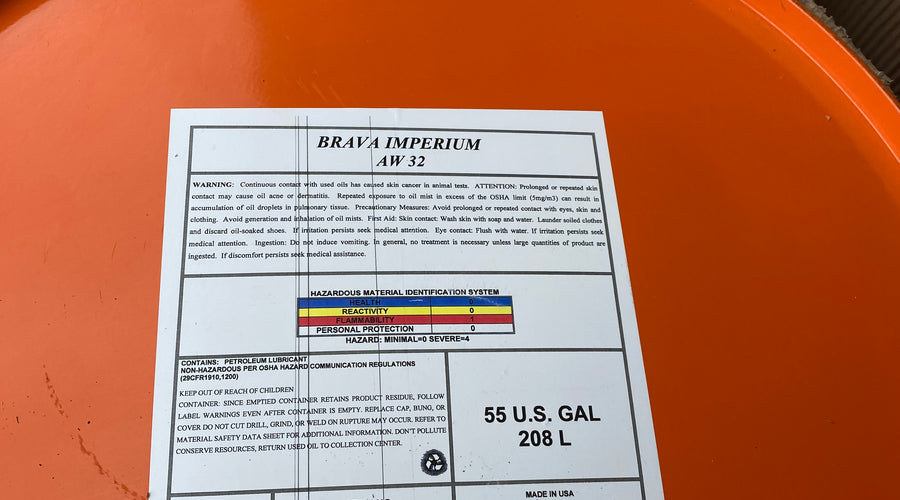 BRAVA IMPERIUM
AW 32
WARNING: Continuous contact with used oils has caused skin cancer in animal tests. ATTENTION: Prolonged or repeated skin
contact may cause oil acne or dermatitis. Repeated exposure to oil mist in excess of the OSHA limit (5mg/m3) can result in
accumulation of oil droplets in pulmonary tissue. Precautionary Measures: Avoid prolonged or repeated contact with eyes, skin and
clothing. Avoid generation and inhalation of oil mists. First Aid: Skin contact: Wash skin with soap and water. Launder soiled clothes
and discard oil-soaked shoes. If irritation persists seek medical attention. Eye contact: Flush with water. If irritation persists seek
medical attention. Ingestion: Do not induce vomiting. In general, no treatment is necessary unless large quantities of product are
ingested. If discomfort persists seek medical assistance.
HAZARDOUS MATERIAL IDENTIFICATION SYSTEM
HEALTH 0
REACTIVITY 0
FLAMMABILITY 1
PERSONAL PROTECTION 0
HAZARD: MINIMAL=0 SEVERE=4
CONTAINS: PETROLEUM LUBRICANT
NON-HAZARDOUS PER OSHA HAZARD COMMUNICATION REGULATIONS
(29CFR1910,1200)
KEEP OUT OF REACH OF CHILDREN
CONTAINER: SINCE EMPTIED CONTAINER RETAINS PRODUCT RESIDUE, FOLLOW
LABEL WARNINGS EVEN AFTER CONTAINER IS EMPTY. REPLACE CAP, BUNG, OR
COVER DO NOT CUT DRILL, GRIND, OR WELD ON RUPTURE MAY OCCUR. REFER TO
MATERIAL SAFETY DATA SHEET FOR ADDITIONAL INFORMATION. DON'T POLLUTE
CONSERVE RESOURCES, RETURN USED OIL TO COLLECTION CENTER.
55 U.S. GAL
208 L
MADE IN USA